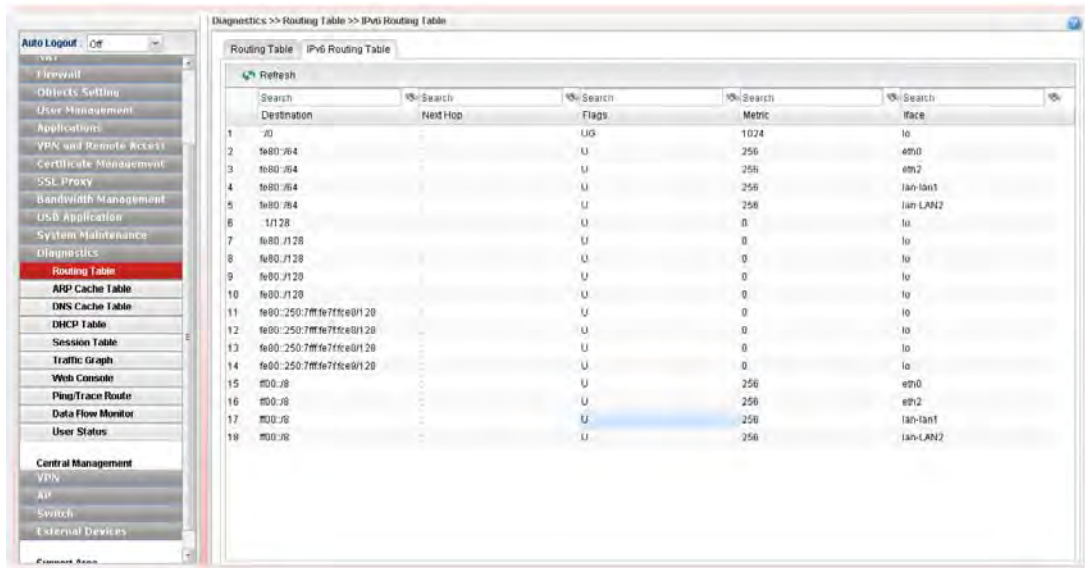 Diagnostics >> Routing Table >> IPv6 Routing Table
Auto Logout : Off
Firewall
Objects Setting
User Management
Applications
VPN and Remote Access
Certificate Management
SSL Proxy
Bandwidth Management
USB Application
System Maintenance
Diagnostics
Routing Table
ARP Cache Table
DNS Cache Table
DHCP Table
Session Table
Traffic Graph
Web Console
Ping/Trace Route
Data Flow Monitor
User Status
Central Management
VPN
AP
Switch
External Devices
Support Area
Routing Table IPv6 Routing Table
Refresh
Search Search Search Search Search
Destination Next Hop Flags Metric Iface
1 ::/0 :: UG 1024 lo
2 fe80::/64 :: U 256 eth0
3 fe80::/64 :: U 256 eth2
4 fe80::/64 :: U 256 lan-lan1
5 fe80::/64 :: U 256 lan-LAN2
6 ::1/128 :: U 0 lo
7 fe80::/128 :: U 0 lo
8 fe80::/128 :: U 0 lo
9 fe80::/128 :: U 0 lo
10 fe80::/128 :: U 0 lo
11 :: U 0 lo
12 :: U 0 lo
13 :: U 0 lo
14 :: U 0 lo
15 ff00::/8 :: U 256 eth0
16 ff00::/8 :: U 256 eth2
17 ff00::/8 :: U 256 lan-lan1
18 ff00::/8 :: U 256 lan-LAN2